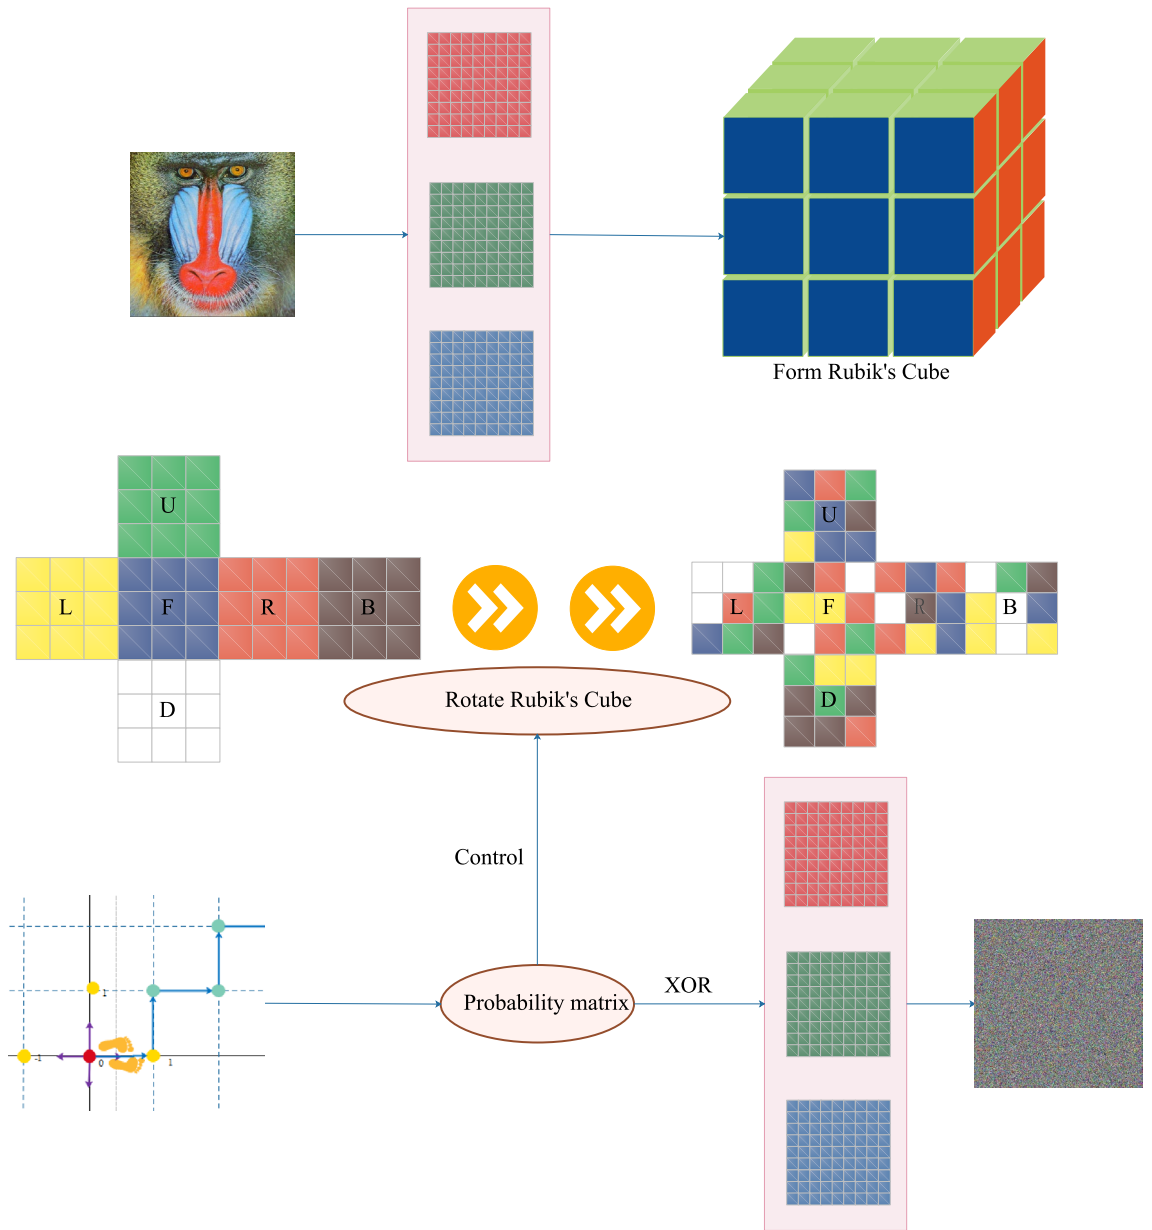 Form Rubik's Cube
U
L F R B
D
U
L F R B
D
Rotate Rubik's Cube
Control
1
-1 0 1
Probability matrix
XOR